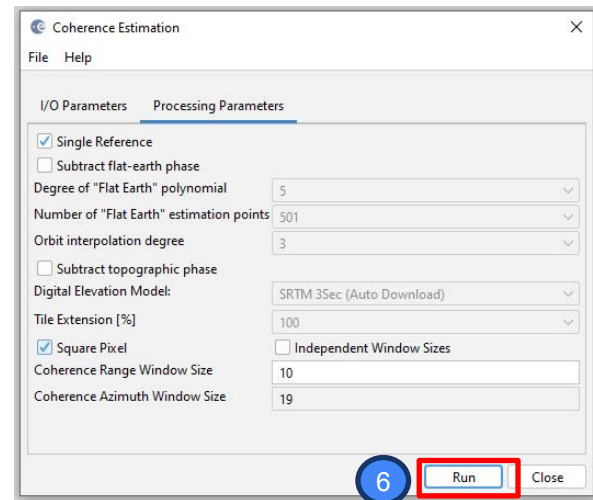 Coherence Estimation
File Help
I/O Parameters Processing Parameters
Single Reference
Subtract flat-earth phase
Degree of "Flat Earth" polynomial 5
Number of "Flat Earth" estimation points 501
Orbit interpolation degree 3
Subtract topographic phase
Digital Elevation Model: SRTM 3Sec (Auto Download)
Tile Extension [%] 100
Square Pixel Independent Window Sizes
Coherence Range Window Size 10
Coherence Azimuth Window Size 19
6 Run Close